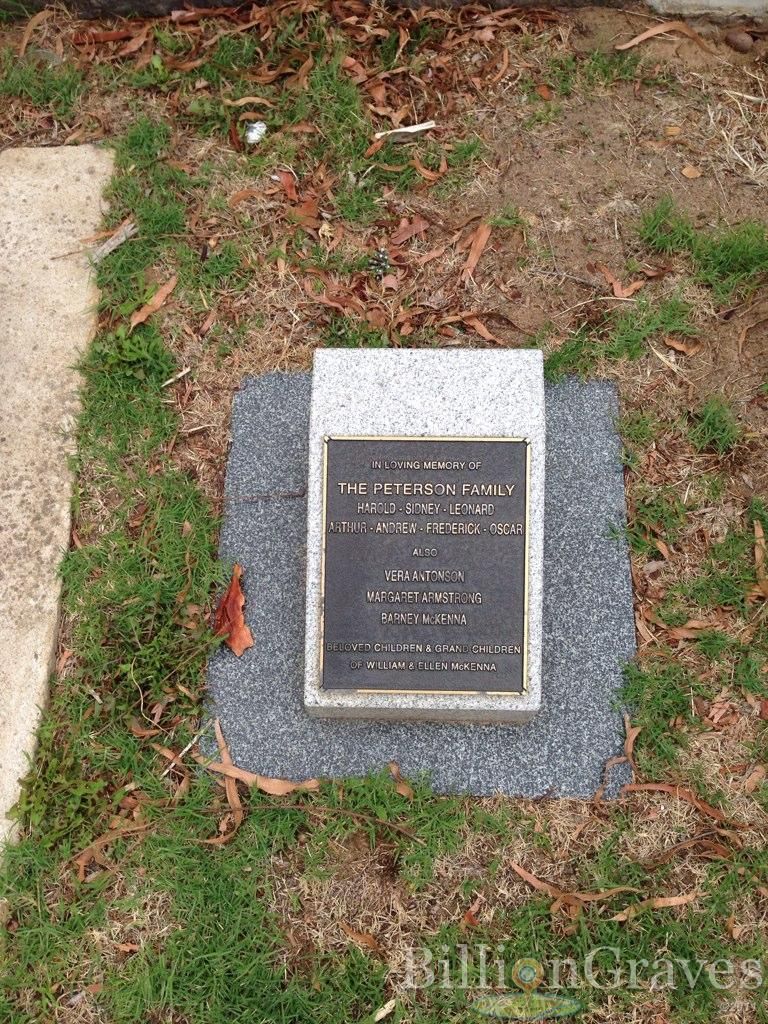 IN LOVING MEMORY OF
THE PETERSON FAMILY
HAROLD - SIDNEY - LEONARD
ARTHUR - ANDREW - FREDERICK - OSCAR
ALSO
VERA ANTONSON
MARGARET ARMSTRONG
BARNEY McKENNA
BELOVED CHILDREN & GRAND CHILDREN
OF WILLIAM & ELLEN McKENNA
BillionGraves